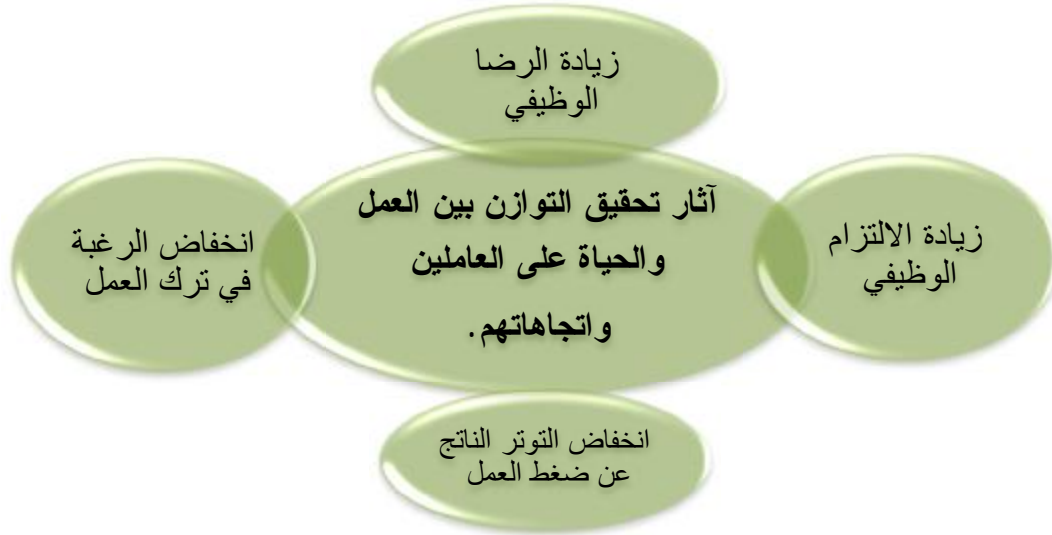 زيادة الرضا
الوظيفي
آثار تحقيق التوازن بين العمل
والحياة على العاملين
واتجاهاتهم.
زيادة الالتزام
الوظيفي
انخفاض الرغبة
في ترك العمل
انخفاض التوتر الناتج
عن ضغط العمل